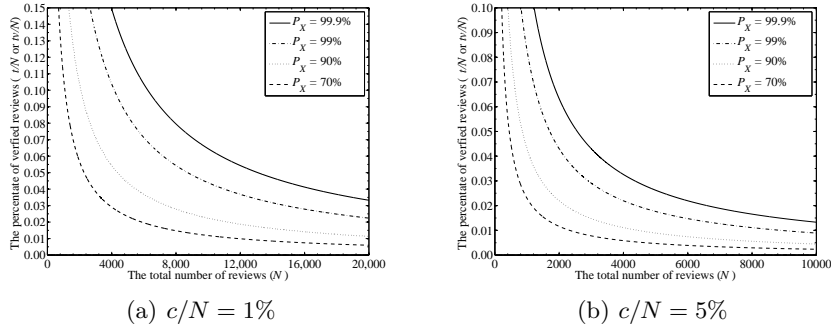 The percentate of verfied reviews ( t/N or tv/N)
0.15
0.14
0.13
0.12
0.11
0.10
0.09
0.08
0.07
0.06
0.05
0.04
0.03
0.02
0.01
0.00
P_X = 99.9%
P_X = 99%
P_X = 90%
P_X = 70%
0 4000 8,000 12,000 16,000 20,000
The total number of reviews (N )
(a) c/N = 1%
The percentate of verfied reviews ( t/N or tv/N)
0.10
0.09
0.08
0.07
0.06
0.05
0.04
0.03
0.02
0.01
0.00
P_X = 99.9%
P_X = 99%
P_X = 90%
P_X = 70%
0 2000 4000 6000 8000 10000
The total number of reviews (N )
(b) c/N = 5%